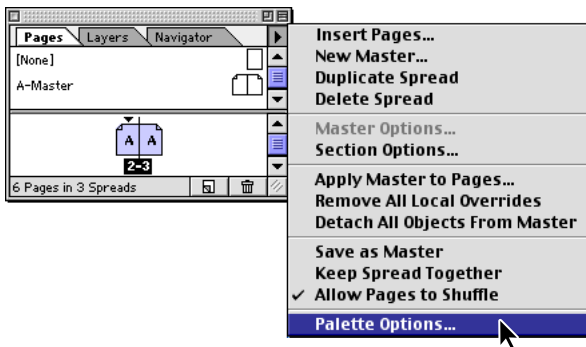 Pages Layers Navigator
[None]
A-Master
A A
2-3
6 Pages in 3 Spreads
Insert Pages...
New Master...
Duplicate Spread
Delete Spread
Master Options...
Section Options...
Apply Master to Pages...
Remove All Local Overrides
Detach All Objects From Master
Save as Master
Keep Spread Together
✓ Allow Pages to Shuffle
Palette Options...